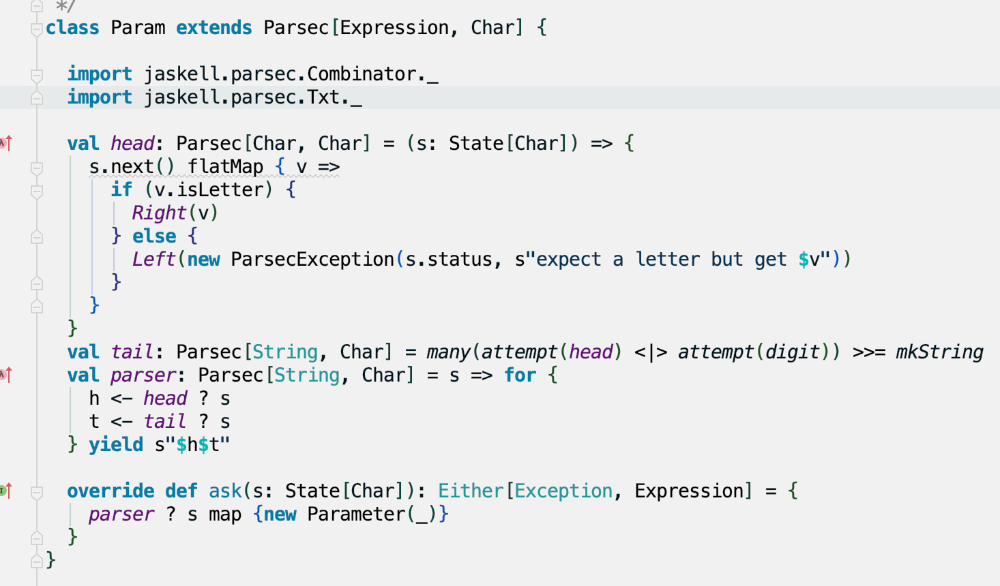 */
class Param extends Parsec[Expression, Char] {
import jaskell.parsec.Combinator._
import jaskell.parsec.Txt._
val head: Parsec[Char, Char] = (s: State[Char]) => {
s.next() flatMap { v =>
if (v.isLetter) {
Right(v)
} else {
Left(new ParsecException(s.status, s"expect a letter but get $v"))
}
}
}
val tail: Parsec[String, Char] = many(attempt(head) <|> attempt(digit)) >>= mkString
val parser: Parsec[String, Char] = s => for {
h <- head ? s
t <- tail ? s
} yield s"$h$t"
override def ask(s: State[Char]): Either[Exception, Expression] = {
parser ? s map {new Parameter(_)}
}
}